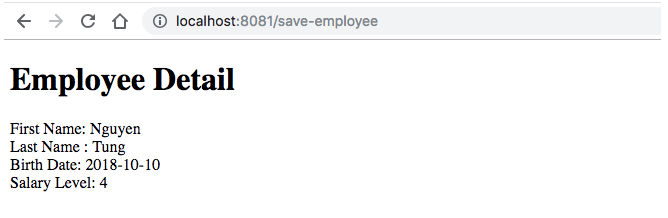 localhost:8081/save-employee
Employee Detail
First Name: Nguyen
Last Name : Tung
Birth Date: 2018-10-10
Salary Level: 4